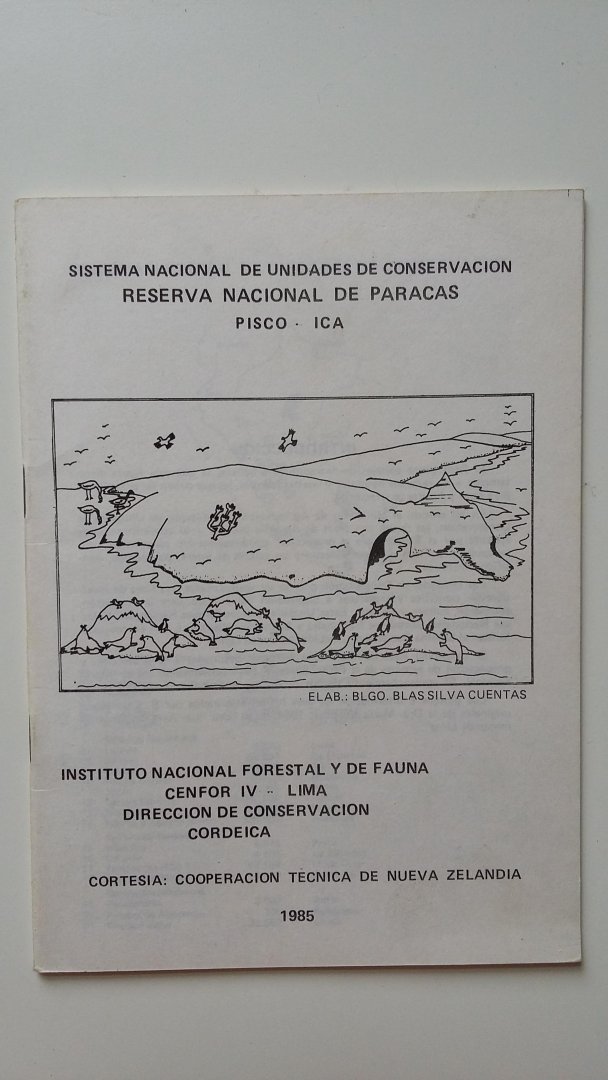 SISTEMA NACIONAL DE UNIDADES DE CONSERVACION
RESERVA NACIONAL DE PARACAS
PISCO - ICA
ELAB.: BLGO. BLAS SILVA CUENTAS
INSTITUTO NACIONAL FORESTAL Y DE FAUNA
CENFOR IV - LIMA
DIRECCION DE CONSERVACION
CORDEICA
CORTESIA: COOPERACION TECNICA DE NUEVA ZELANDIA
1985